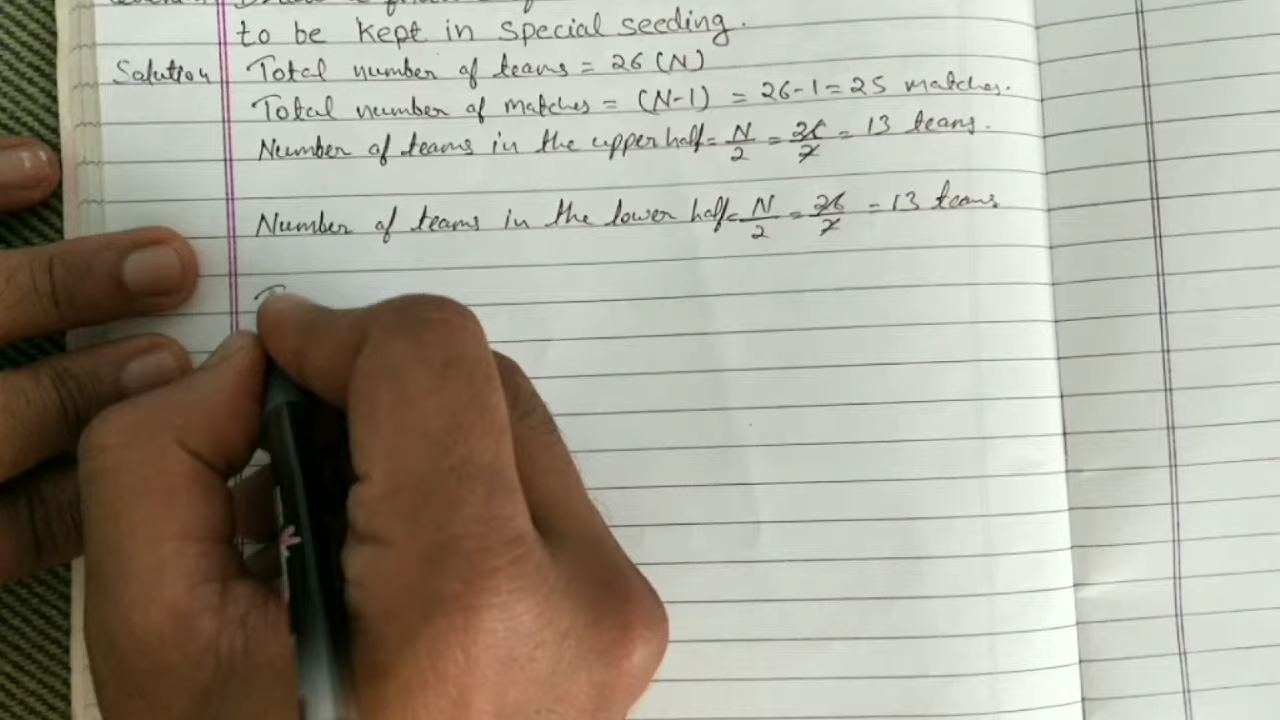 to be kept in special seeding.
Solution Total number of teams = 26 (N)
Total number of matches = (N-1) = 26-1 = 25 matches.
Number of teams in the upper half = N/2 = 26/2 = 13 teams.
Number of teams in the lower half = N/2 = 26/2 = 13 teams